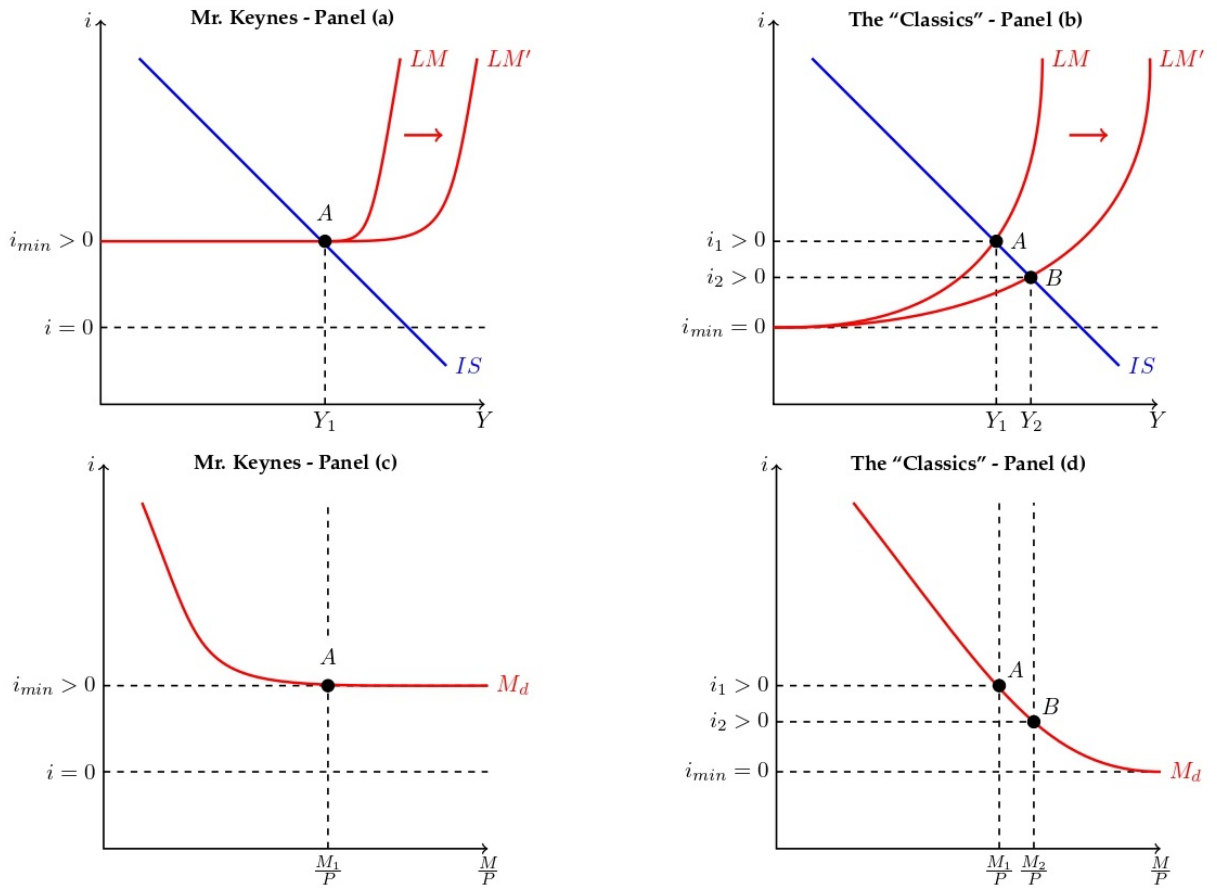 Mr. Keynes - Panel (a)
i
LM
LM′
A
i_min > 0
i = 0
IS
Y_1
Y
The “Classics” - Panel (b)
LM
LM′
i_1 > 0
A
i_2 > 0
B
i_min = 0
IS
Y_1
Y_2
Y
Mr. Keynes - Panel (c)
i
A
i_min > 0
M_d
i = 0
M_1/P
M/P
The “Classics” - Panel (d)
i
i_1 > 0
A
i_2 > 0
B
i_min = 0
M_d
M_1/P
M_2/P
M/P